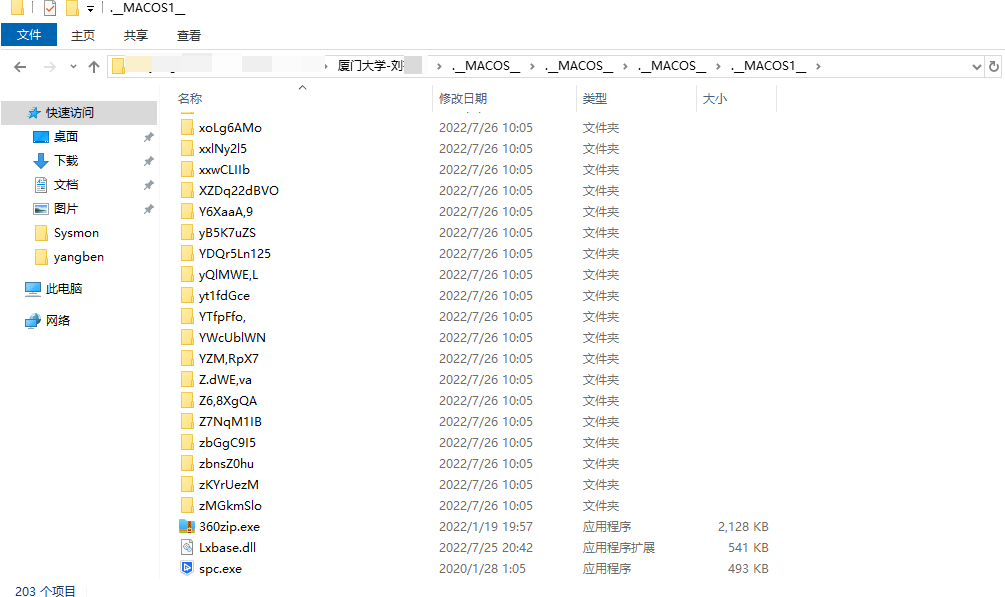 ._MACOS1__
文件 主页 共享 查看
厦门大学-刘 ._MACOS__ ._MACOS__ ._MACOS__ ._MACOS1__
名称 修改日期 类型 大小
快速访问
桌面
下载
文档
图片
Sysmon
yangben
此电脑
网络
xoLg6AMo 2022/7/26 10:05 文件夹
xxlNy2l5 2022/7/26 10:05 文件夹
xxwCLIIb 2022/7/26 10:05 文件夹
XZDq22dBVO 2022/7/26 10:05 文件夹
Y6XaaA,9 2022/7/26 10:05 文件夹
yB5K7uZS 2022/7/26 10:05 文件夹
YDQr5Ln125 2022/7/26 10:05 文件夹
yQlMWE,L 2022/7/26 10:05 文件夹
yt1fdGce 2022/7/26 10:05 文件夹
YTfpFfo, 2022/7/26 10:05 文件夹
YWcUblWN 2022/7/26 10:05 文件夹
YZM,RpX7 2022/7/26 10:05 文件夹
Z.dWE,va 2022/7/26 10:05 文件夹
Z6,8XgQA 2022/7/26 10:05 文件夹
Z7NqM1IB 2022/7/26 10:05 文件夹
zbGgC9I5 2022/7/26 10:05 文件夹
zbnsZ0hu 2022/7/26 10:05 文件夹
zKYrUezM 2022/7/26 10:05 文件夹
zMGkmSlo 2022/7/26 10:05 文件夹
360zip.exe 2022/1/19 19:57 应用程序 2,128 KB
Lxbase.dll 2022/7/25 20:42 应用程序扩展 541 KB
spc.exe 2020/1/28 1:05 应用程序 493 KB
203 个项目